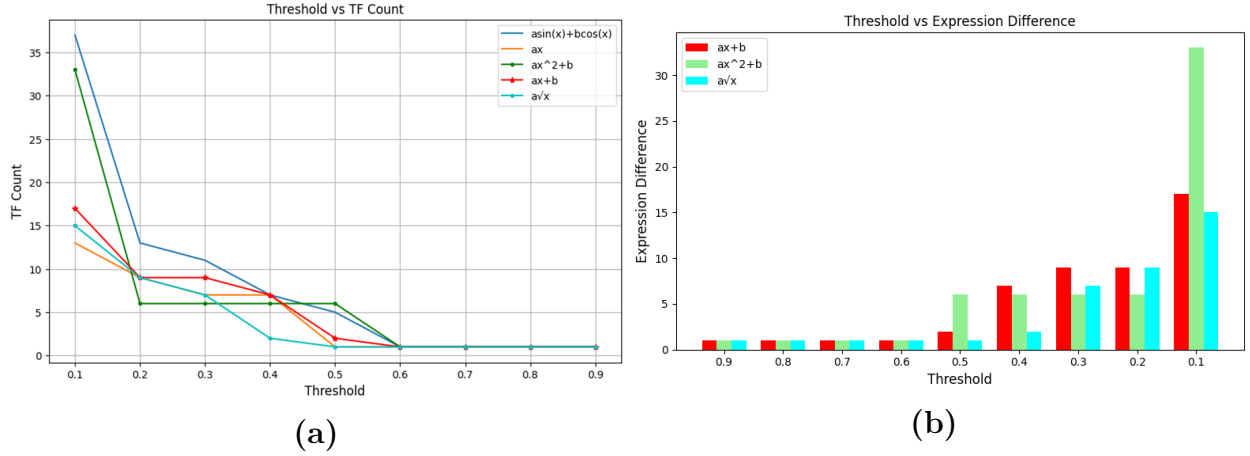 Threshold vs TF Count
asin(x)+bcos(x)
ax
ax^2+b
ax+b
a√x
TF Count
35
30
25
20
15
10
5
0
0.1 0.2 0.3 0.4 0.5 0.6 0.7 0.8 0.9
Threshold
(a)
Threshold vs Expression Difference
ax+b
ax^2+b
a√x
Expression Difference
30
25
20
15
10
5
0
0.9 0.8 0.7 0.6 0.5 0.4 0.3 0.2 0.1
Threshold
(b)